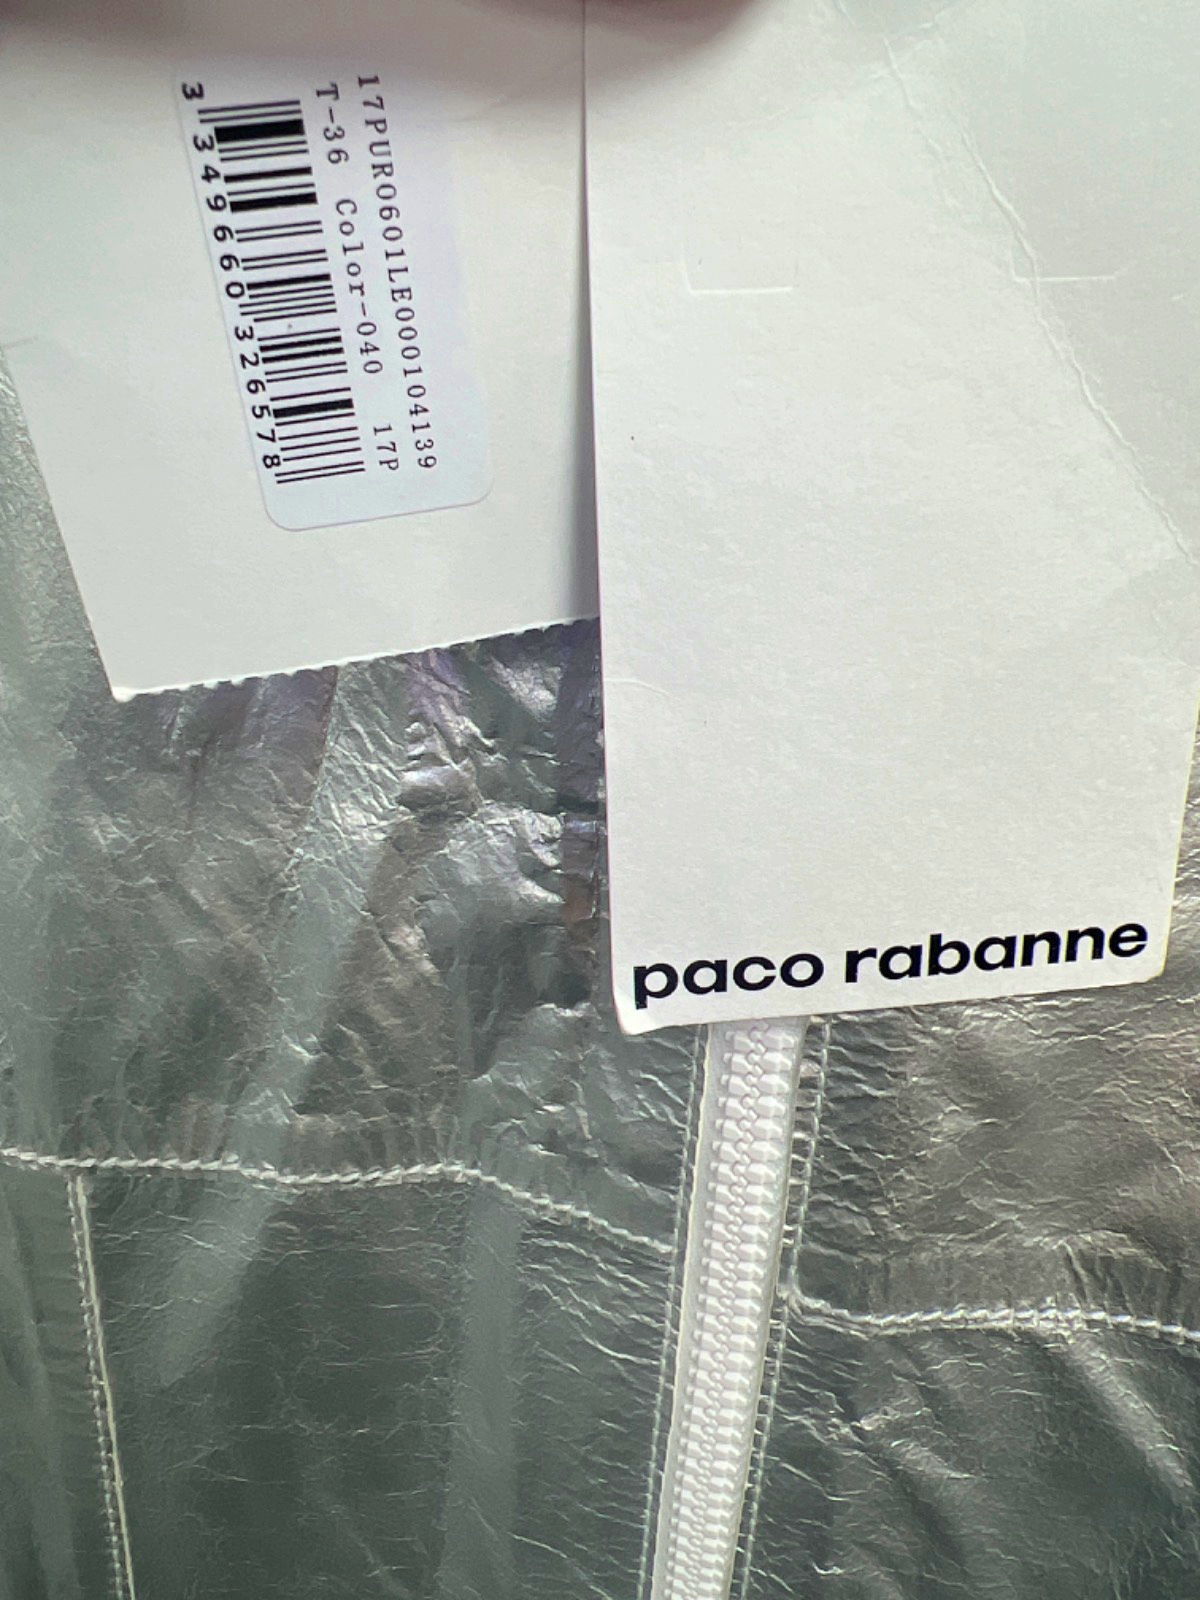 17PUR0601LE000104139
T-36 Color-040 17P
3 349660 326578
paco rabanne